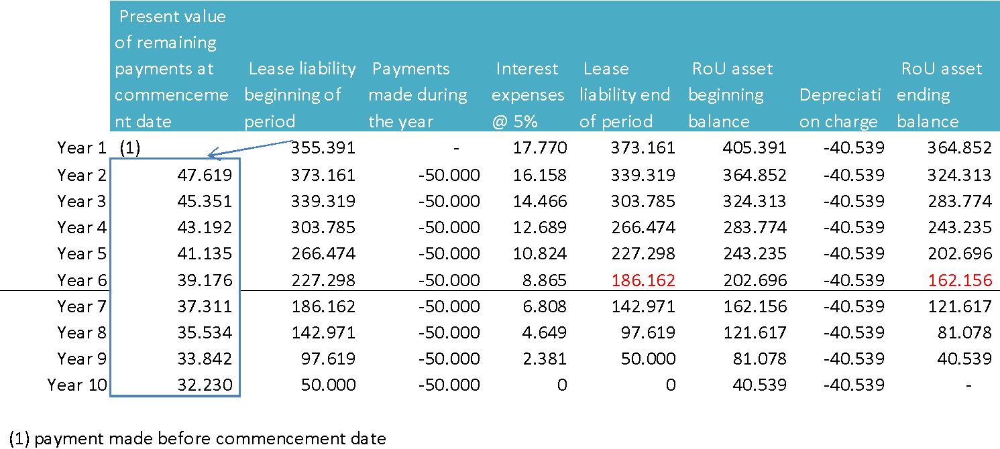 Present value
of remaining
payments at Lease liability Payments Interest Lease RoU asset RoU asset
commenceme beginning of made during expenses liability end beginning Depreciati ending
nt date period the year @ 5% of period balance on charge balance
Year 1 (1) 355.391 - 17.770 373.161 405.391 -40.539 364.852
Year 2 47.619 373.161 -50.000 16.158 339.319 364.852 -40.539 324.313
Year 3 45.351 339.319 -50.000 14.466 303.785 324.313 -40.539 283.774
Year 4 43.192 303.785 -50.000 12.689 266.474 283.774 -40.539 243.235
Year 5 41.135 266.474 -50.000 10.824 227.298 243.235 -40.539 202.696
Year 6 39.176 227.298 -50.000 8.865 186.162 202.696 -40.539 162.156
Year 7 37.311 186.162 -50.000 6.808 142.971 162.156 -40.539 121.617
Year 8 35.534 142.971 -50.000 4.649 97.619 121.617 -40.539 81.078
Year 9 33.842 97.619 -50.000 2.381 50.000 81.078 -40.539 40.539
Year 10 32.230 50.000 -50.000 0 0 40.539 -40.539 -
(1) payment made before commencement date